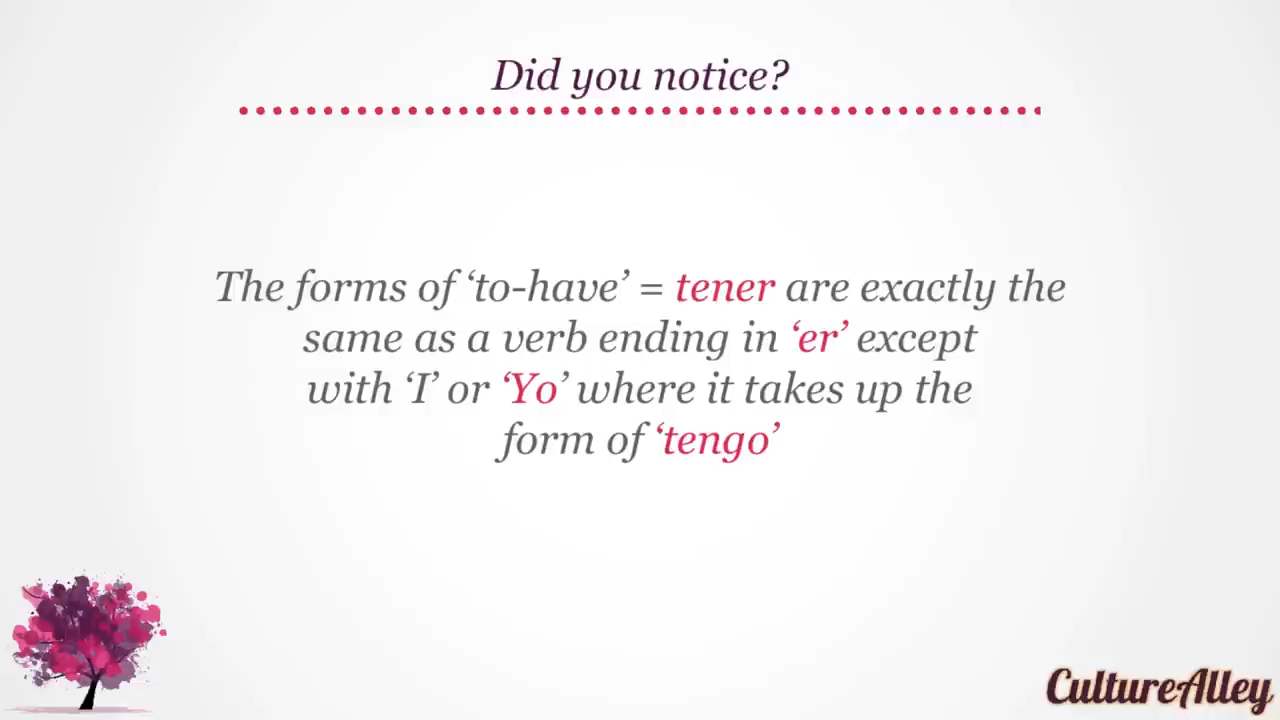 Did you notice?
The forms of ‘to-have’ = tener are exactly the
same as a verb ending in ‘er’ except
with ‘I’ or ‘Yo’ where it takes up the
form of ‘tengo’
CultureAlley